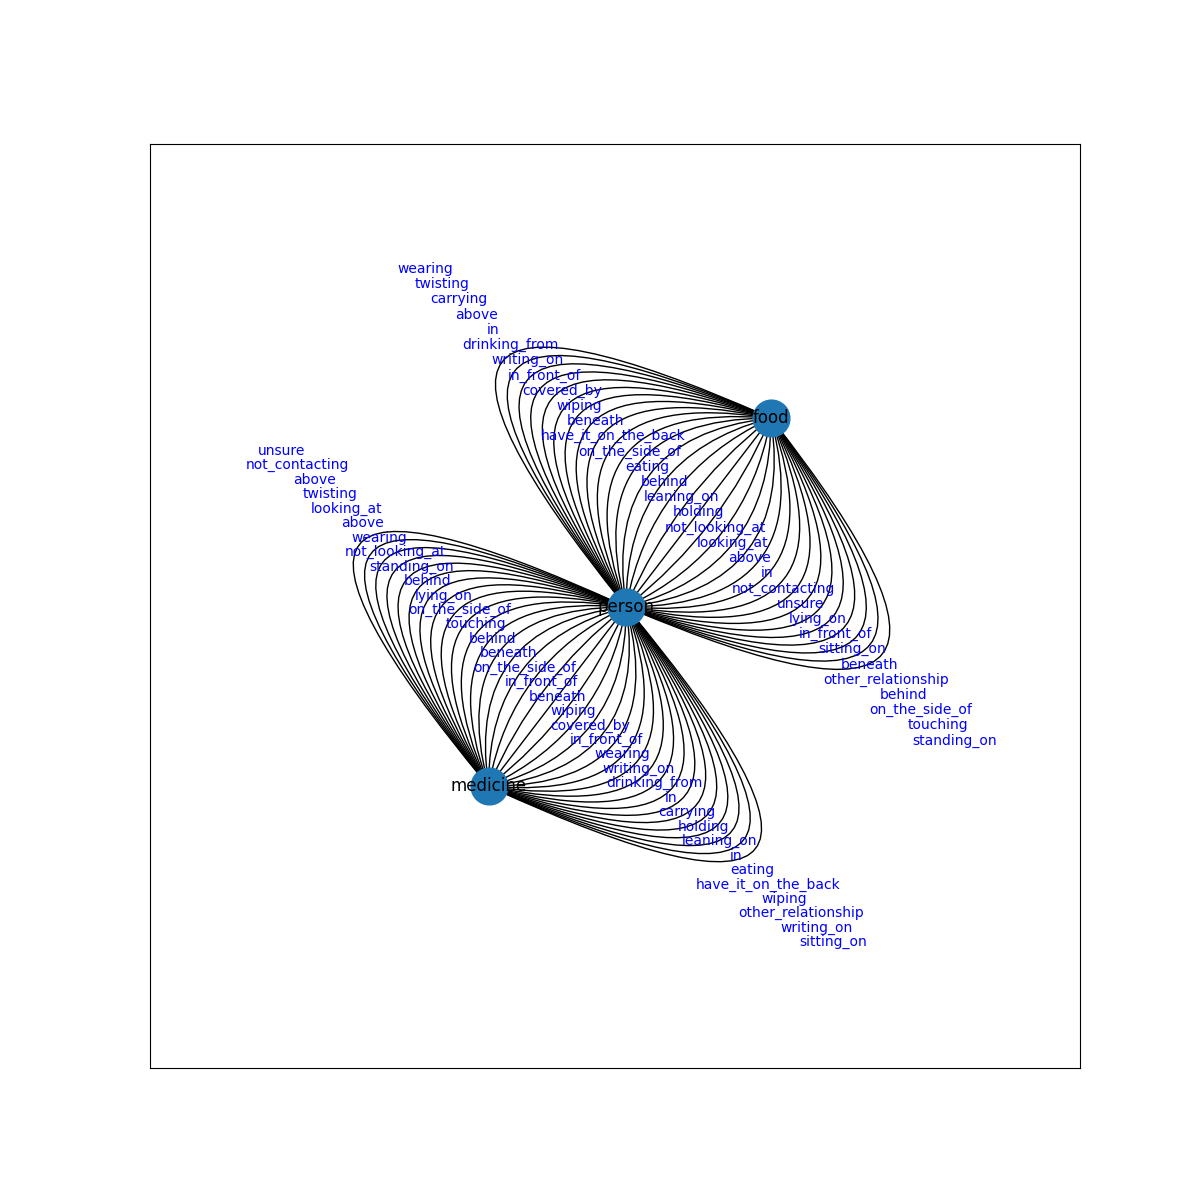 wearing
twisting
carrying
above
in
drinking_from
writing_on
in_front_of
covered_by
wiping
food
beneath
have_it_on_the_back
on_the_side_of
eating
behind
leaning_on
holding
not_looking_at
looking_at
above
in
not_contacting
unsure
lying_on
in_front_of
sitting_on
beneath
other_relationship
behind
on_the_side_of
touching
standing_on
unsure
not_contacting
above
twisting
looking_at
above
wearing
not_looking_at
standing_on
behind
lying_on
person
on_the_side_of
touching
behind
beneath
on_the_side_of
in_front_of
beneath
wiping
covered_by
in_front_of
wearing
writing_on
medicine
drinking_from
in
carrying
holding
leaning_on
in
eating
have_it_on_the_back
wiping
other_relationship
writing_on
sitting_on